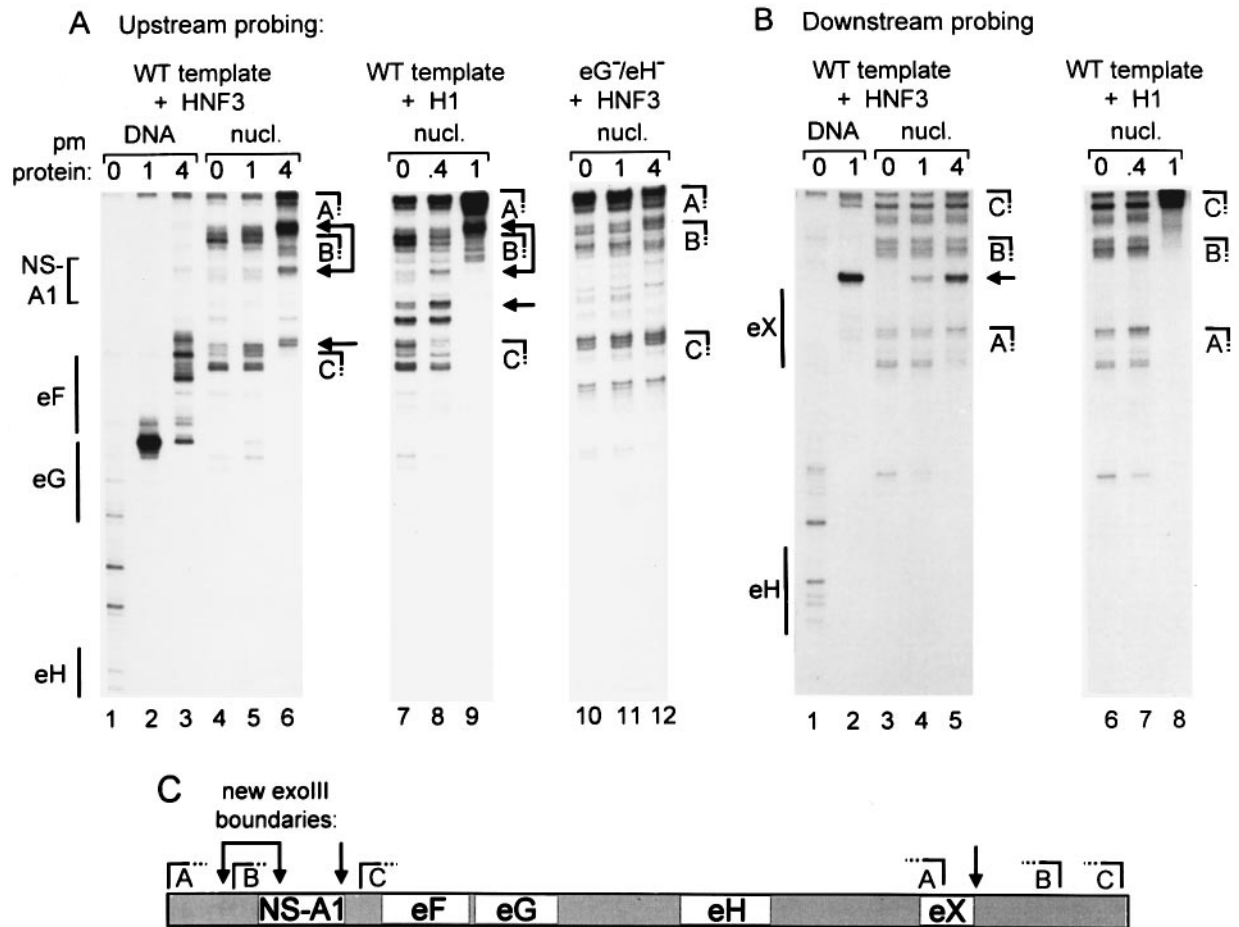 A Upstream probing:
WT template + HNF3
DNA nucl.
pm protein: 0 1 4 0 1 4
WT template + H1
nucl.
0 .4 1
eG⁻/eH⁻ + HNF3
nucl.
0 1 4
NS-A1
eF
eG
eH
A
B
C
A
B
C
A
B
C
1 2 3 4 5 6 7 8 9 10 11 12
B Downstream probing
WT template + HNF3
DNA nucl.
0 1 0 1 4
WT template + H1
nucl.
0 .4 1
eX
eH
C
B
A
C
B
A
1 2 3 4 5 6 7 8
C new exoIII boundaries:
A B C A B C
NS-A1 eF eG eH eX